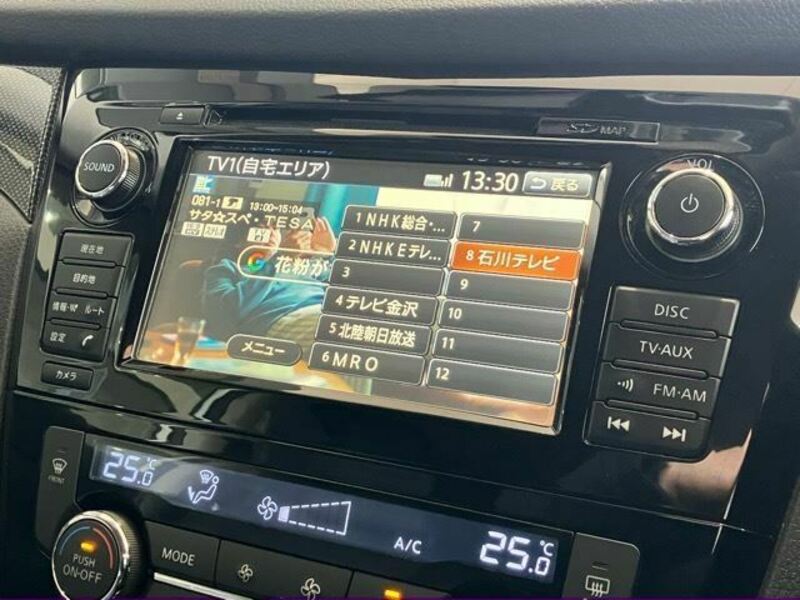 SD MAP
SOUND
VOL
TV1(自宅エリア)
13:30
戻る
081-1 13:00~15:04
サタ☆スペ・TESA
花粉が
メニュー
1 NHK総合・...
2 NHKEテレ...
3
4 テレビ金沢
5 北陸朝日放送
6 MRO
7
8 石川テレビ
9
10
11
12
現在地
目的地
情報・VP ルート
設定
カメラ
DISC
TV・AUX
FM・AM
FRONT
25.0℃
A/C
25.0℃
PUSH
ON・OFF
MODE